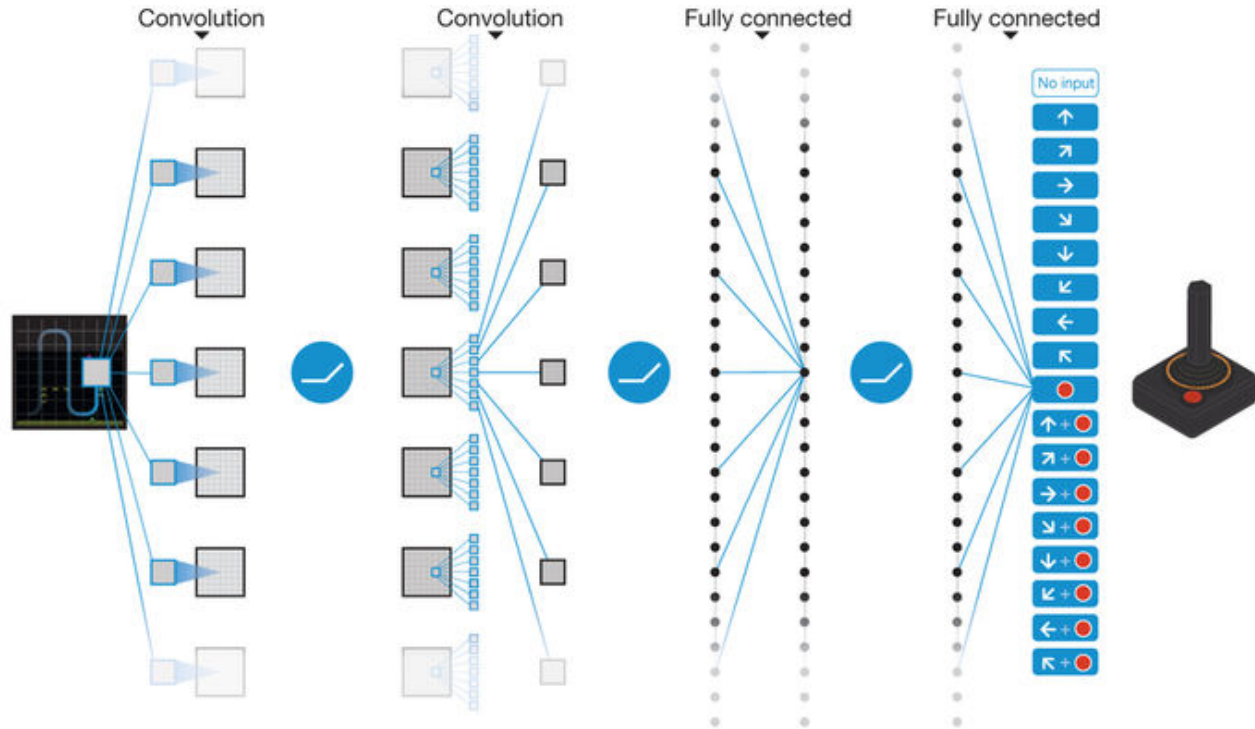 Convolution
Convolution
Fully connected
Fully connected
No input
+
+
+
+
+
+
+
+